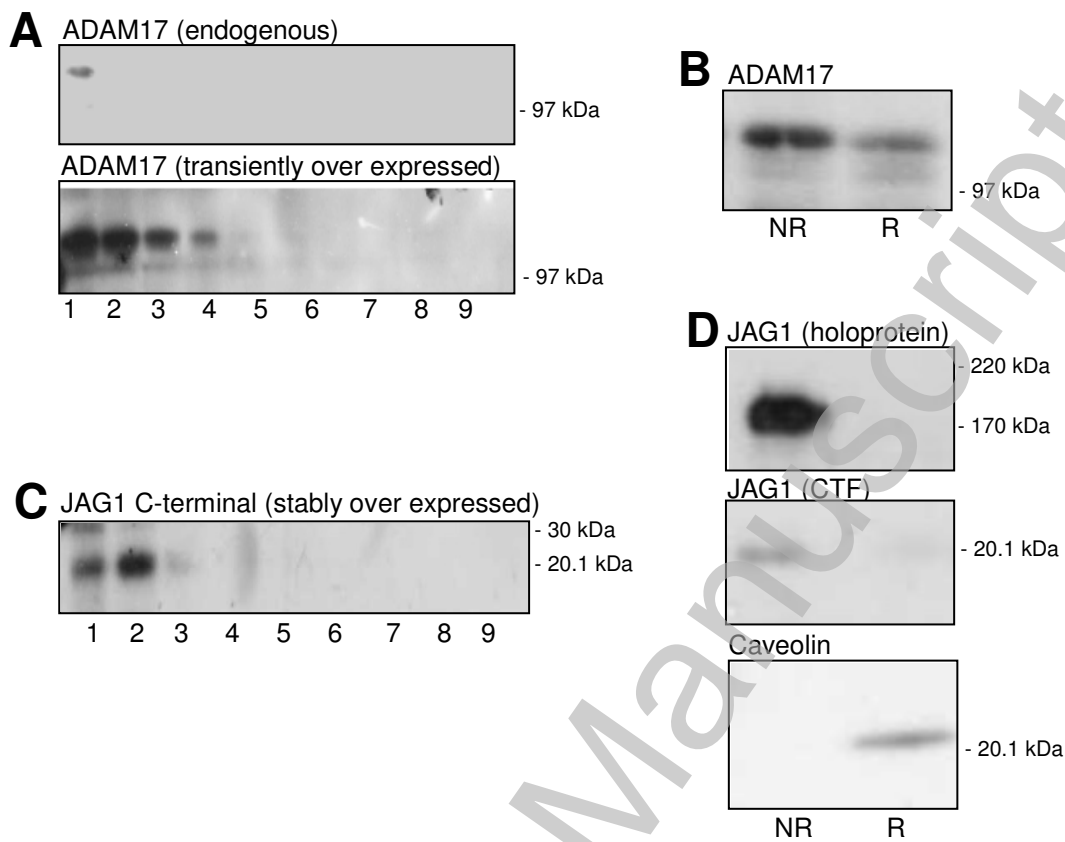 A
ADAM17 (endogenous)
- 97 kDa
ADAM17 (transiently over expressed)
- 97 kDa
1 2 3 4 5 6 7 8 9
B
ADAM17
- 97 kDa
NR R
C
JAG1 C-terminal (stably over expressed)
- 30 kDa
- 20.1 kDa
1 2 3 4 5 6 7 8 9
D
JAG1 (holoprotein)
- 220 kDa
- 170 kDa
JAG1 (CTF)
- 20.1 kDa
Caveolin
- 20.1 kDa
NR R
Manuscript